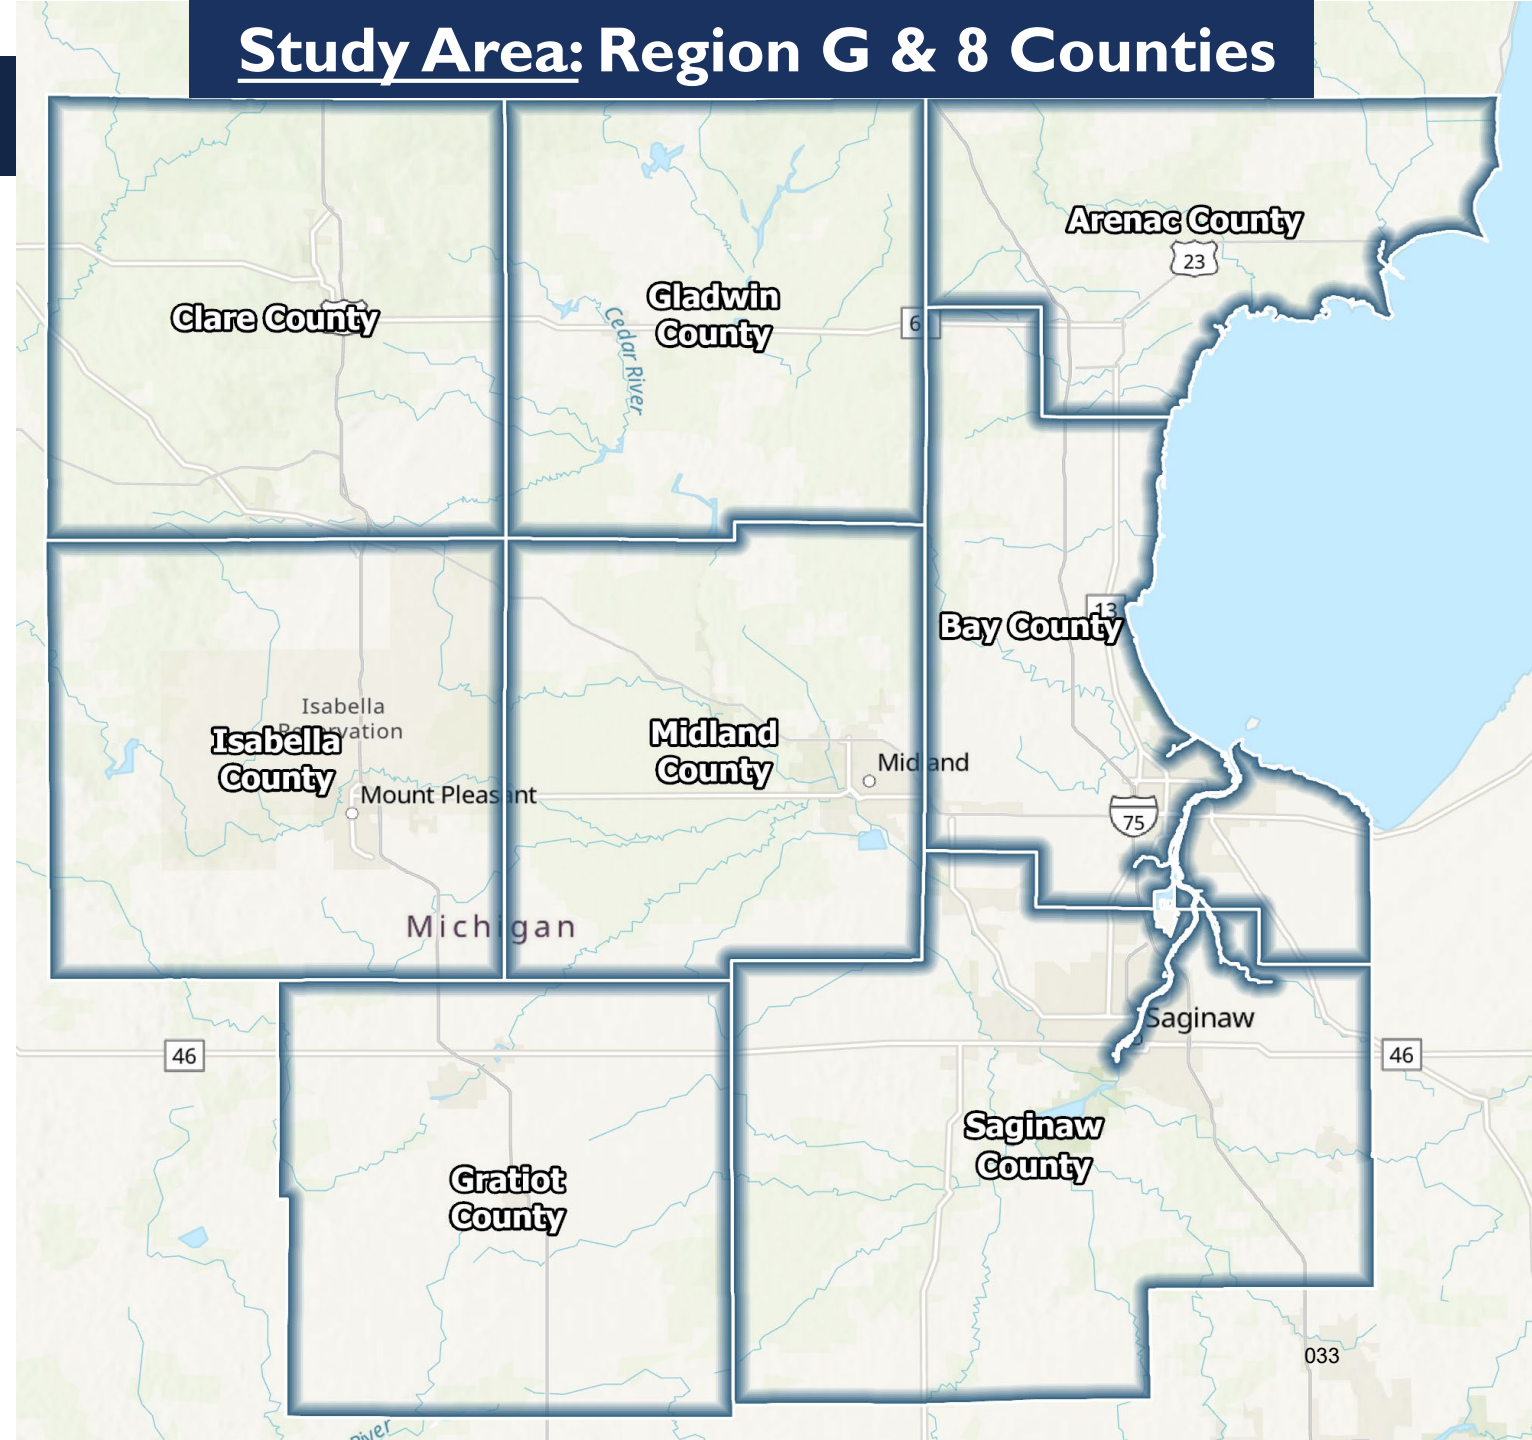 Study Area: Region G & 8 Counties
Arenac County
23
Gladwin
County
Clare County
6
Cedar River
13
Bay County
Isabella
Reservation
Isabella
County
Midland
County
Midland
Mount Pleasant
75
Michigan
Saginaw
46
46
Saginaw
County
Gratiot
County
033
River